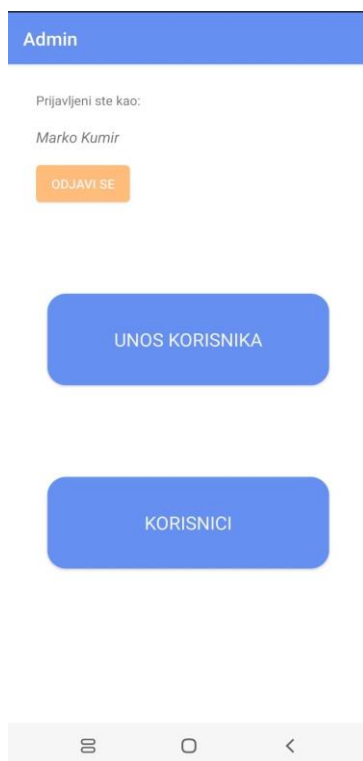 Admin
Prijavljeni ste kao:
Marko Kumir
ODJAVI SE
UNOS KORISNIKA
KORISNICI